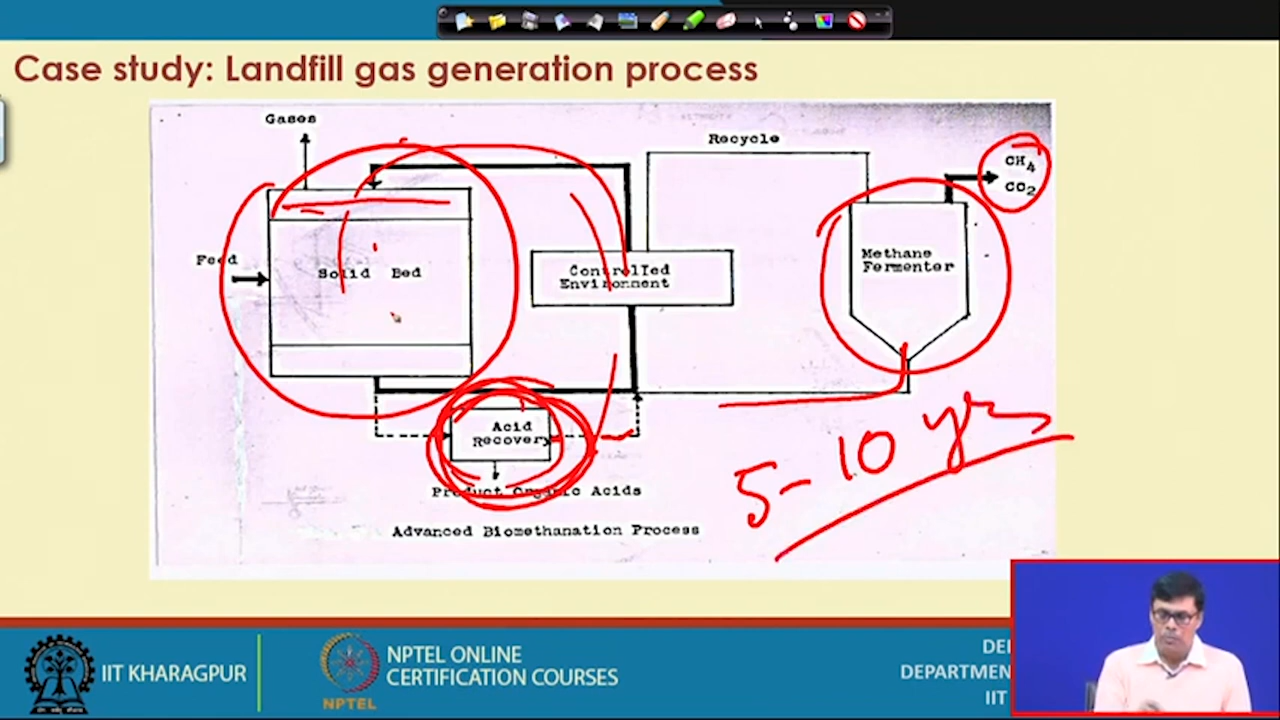 Case study: Landfill gas generation process
Gases
Recycle
CH4
CO2
Feed
Solid Bed
Controlled
Environment
Methane
Fermenter
Acid
Recovery
Product Organic Acids
Advanced Biomethanation Process
5-10 yrs
IIT KHARAGPUR
NPTEL
NPTEL ONLINE
CERTIFICATION COURSES
DEPARTMEN
IIT